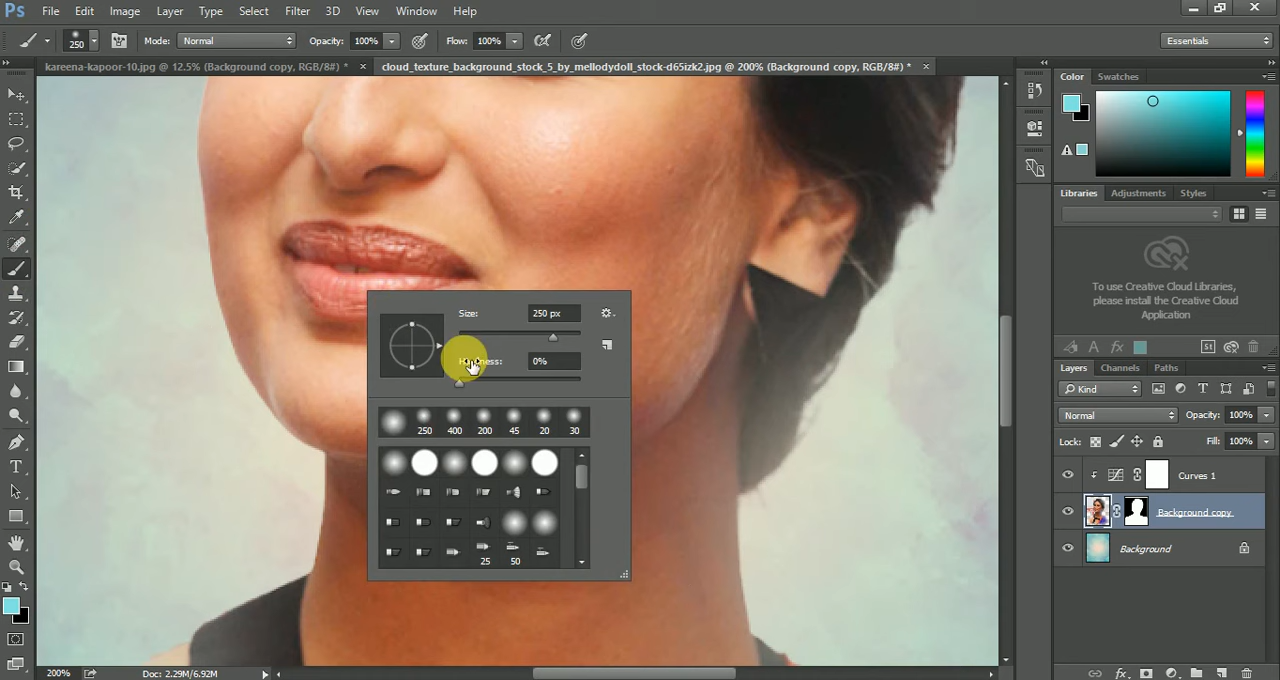 Ps File Edit Image Layer Type Select Filter 3D View Window Help
250 Mode: Normal Opacity: 100% Flow: 100% Essentials
kareena-kapoor-10.jpg @ 12.5% (Background copy, RGB/8#) * × cloud_texture_background_stock_5_by_mellodydoll_stock-d65izk2.jpg @ 200% (Background copy, RGB/8#) * ×
Color Swatches
Libraries Adjustments Styles
To use Creative Cloud Libraries,
please install the Creative Cloud
Application
Size: 250 px
Hardness: 0%
250 400 200 45 20 30
25 50
Layers Channels Paths
Kind
Normal Opacity: 100%
Lock: Fill: 100%
Curves 1
Background copy
Background
200% Doc: 2.29M/6.92M